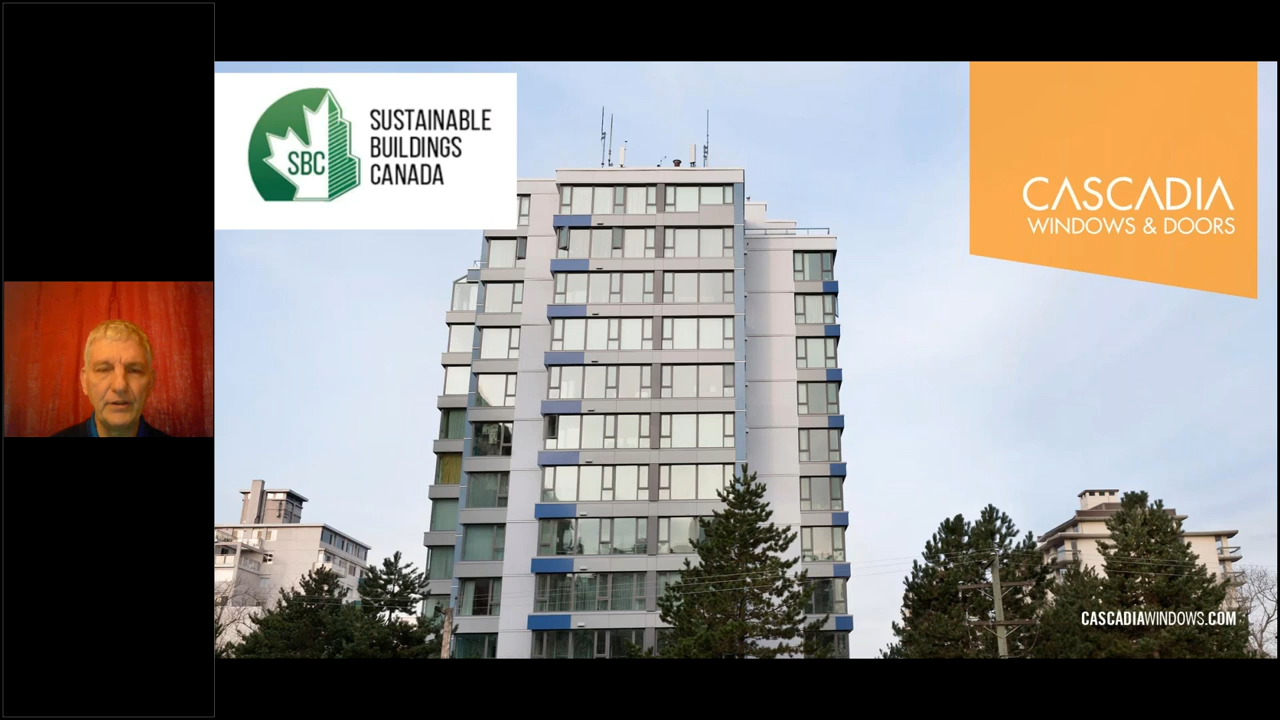 SBC
SUSTAINABLE
BUILDINGS
CANADA
CASCADIA
WINDOWS & DOORS
CASCADIAWINDOWS.COM